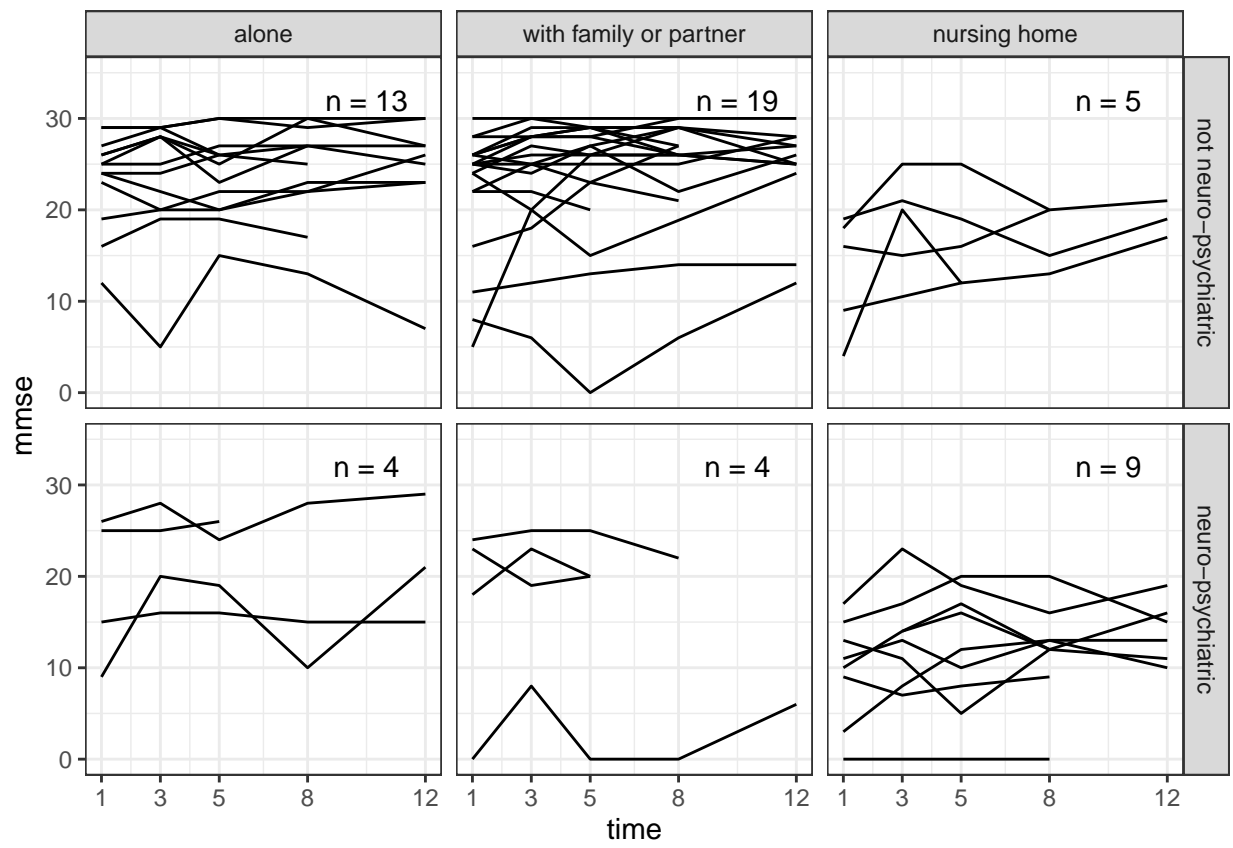 alone
with family or partner
nursing home
n = 13
n = 19
n = 5
not neuro−psychiatric
30
20
10
0
mmse
n = 4
n = 4
n = 9
neuro−psychiatric
30
20
10
0
1 3 5 8 12
1 3 5 8 12
1 3 5 8 12
time